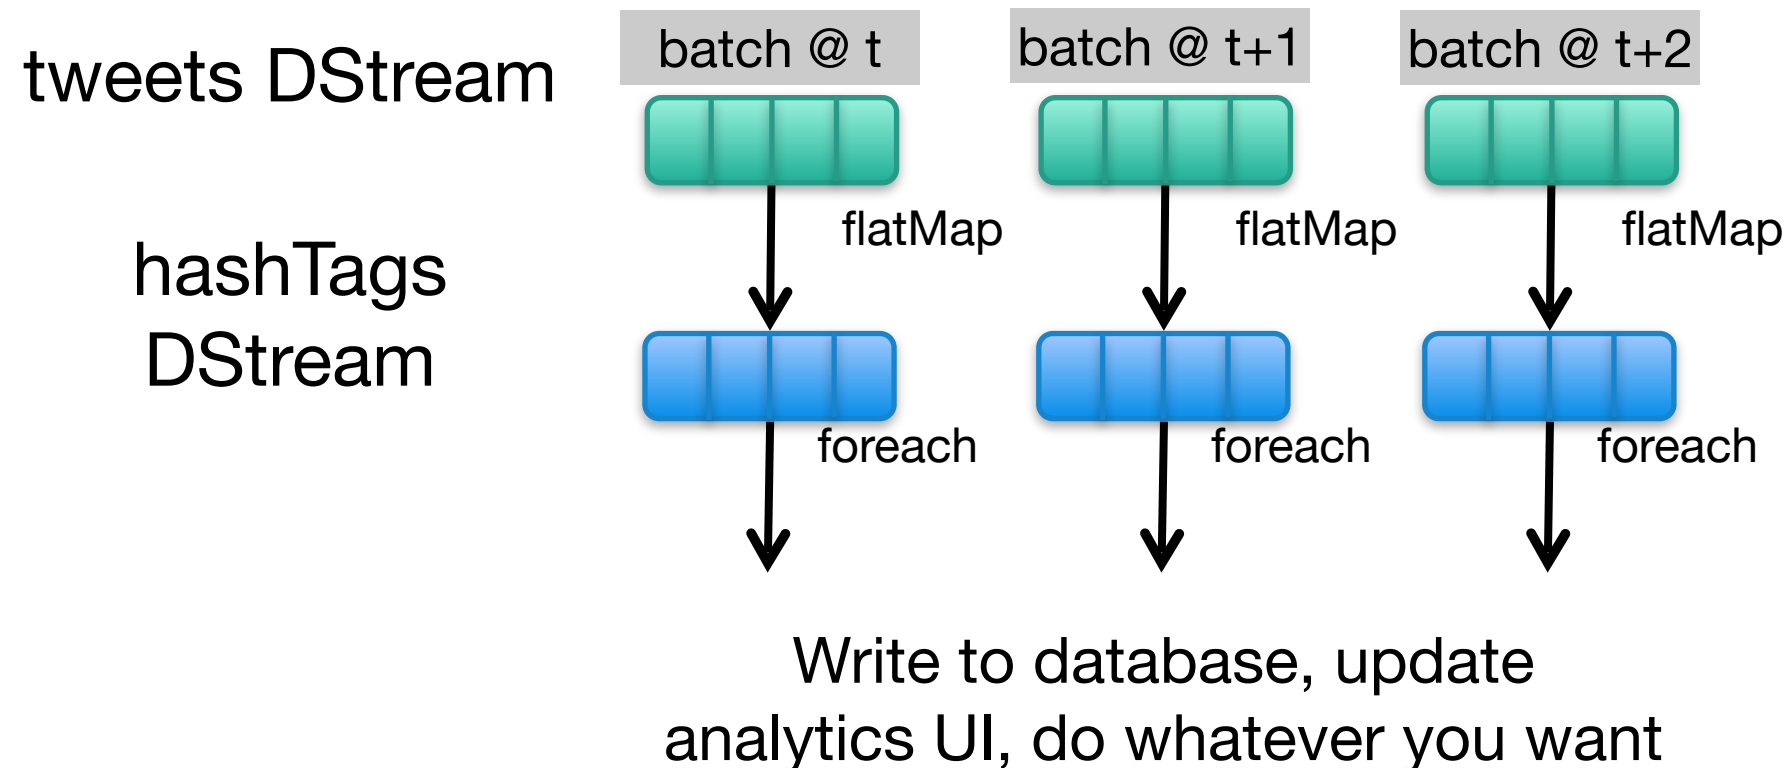 tweets DStream
batch @ t
batch @ t+1
batch @ t+2
flatMap
flatMap
flatMap
hashTags
DStream
foreach
foreach
foreach
Write to database, update
analytics UI, do whatever you want